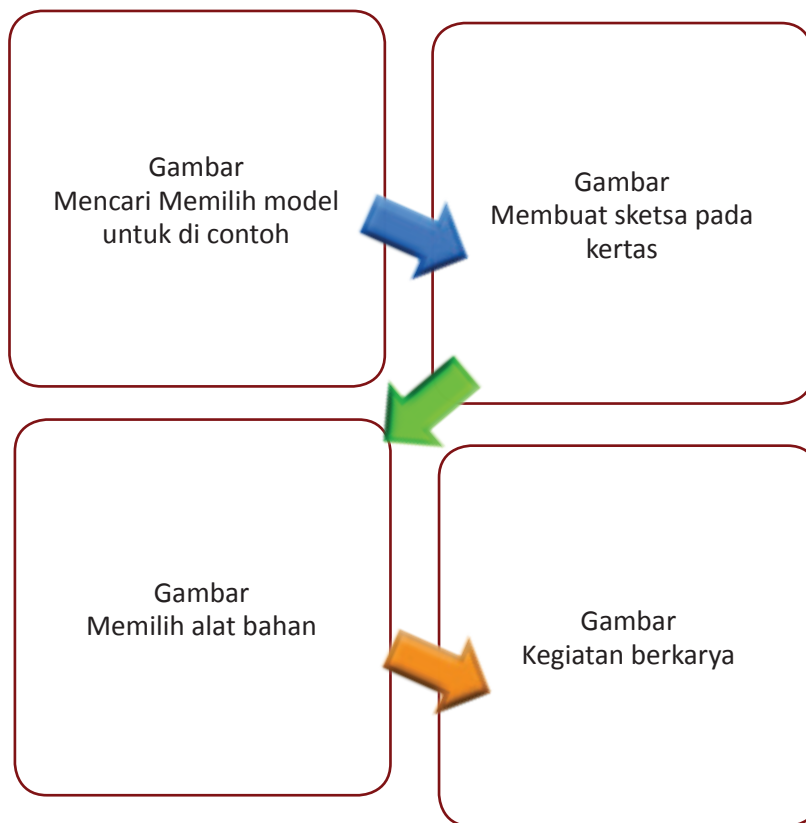 Gambar
Mencari Memilih model
untuk di contoh
Gambar
Membuat sketsa pada
kertas
Gambar
Memilih alat bahan
Gambar
Kegiatan berkarya